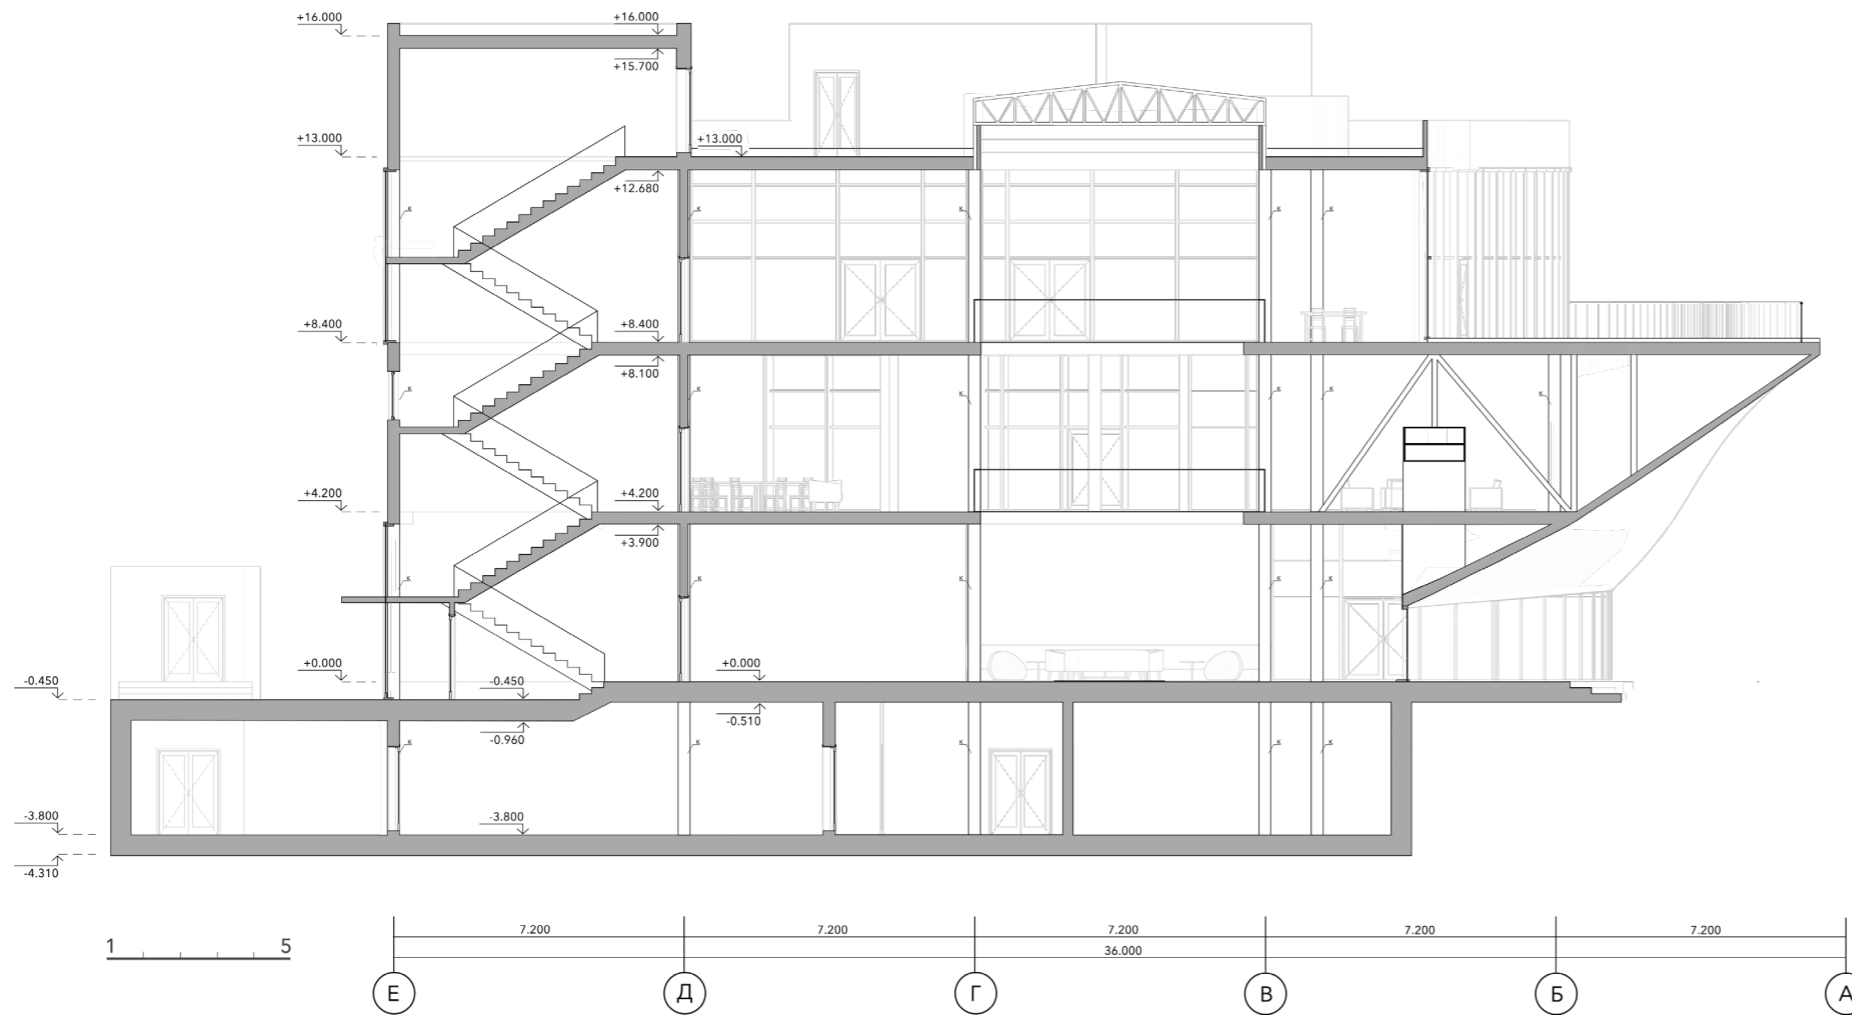 +16.000
+16.000
+15.700
+13.000
+13.000
+12.680
к
к
к
к
к
+8.400
+8.400
+8.100
к
к
к
к
к
к
+4.200
+4.200
+3.900
к
к
к
к
к
+0.000
+0.000
-0.450
-0.450
-0.510
-0.960
к
к
к
к
к
-3.800
-3.800
-4.310
7.200
7.200
7.200
7.200
7.200
36.000
1
5
Е
Д
Г
В
Б
А